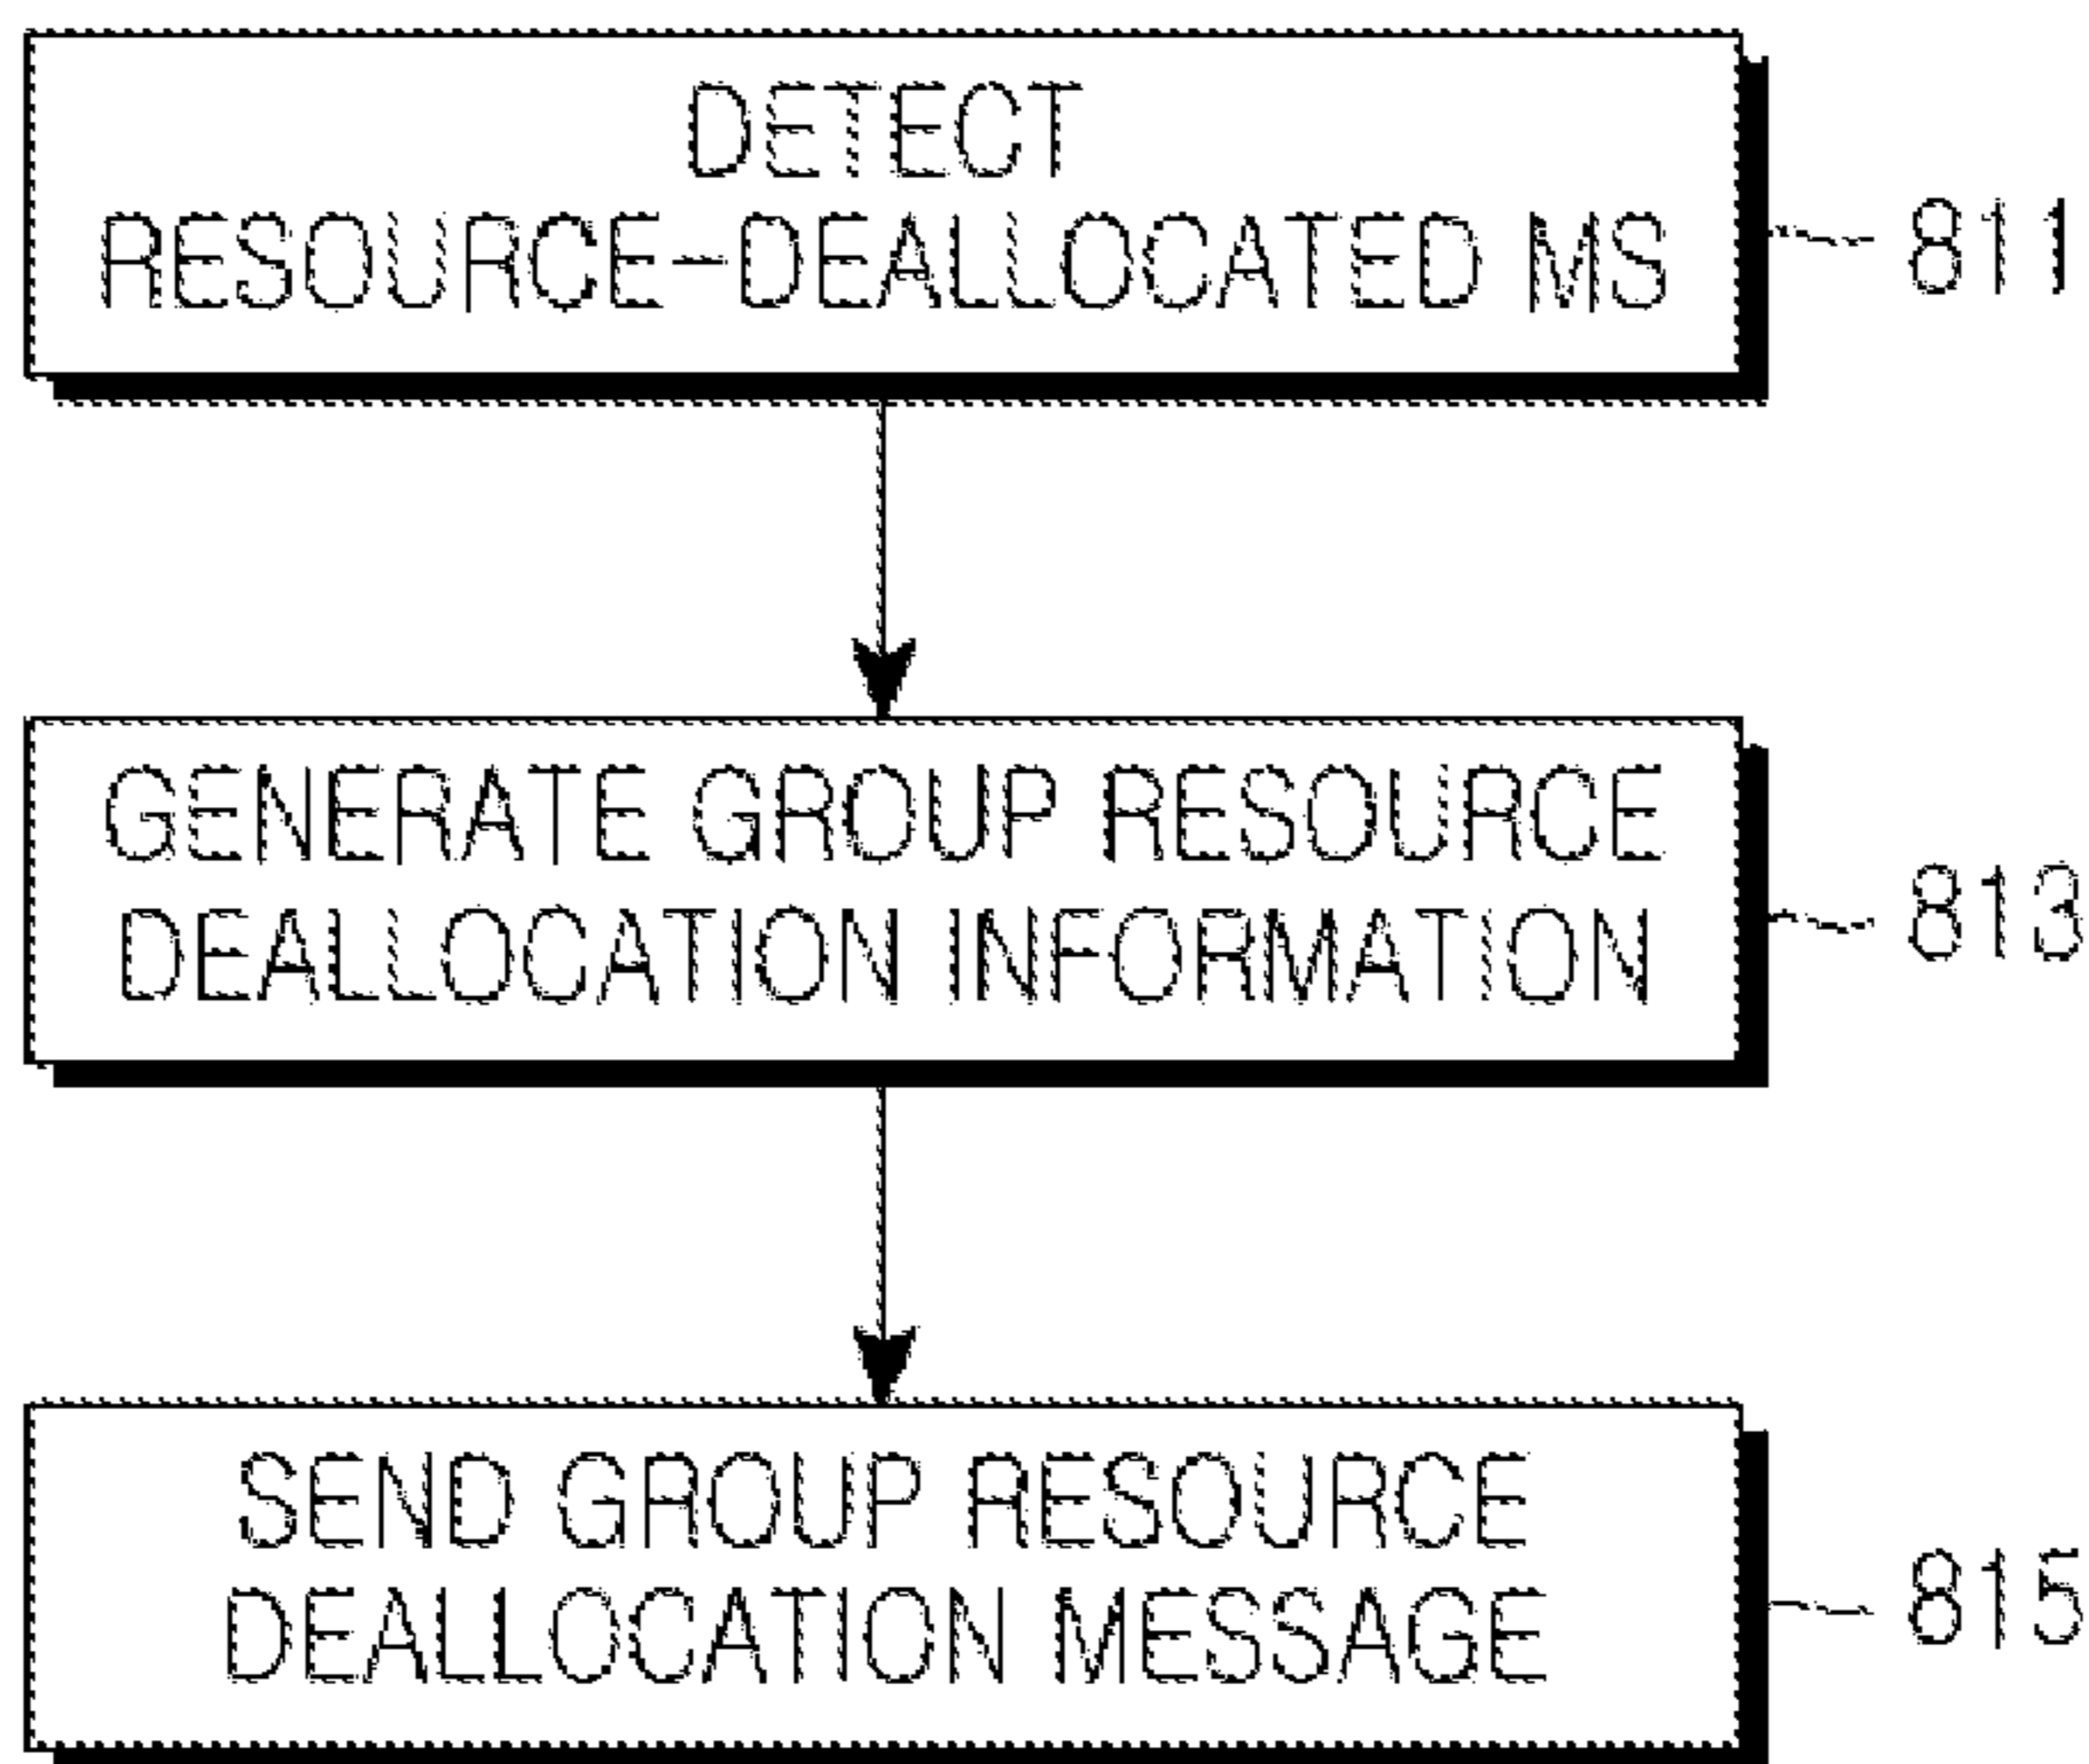 DETECT
RESOURCE-DEALLOCATED MS
811
GENERATE GROUP RESOURCE
DEALLOCATION INFORMATION
813
SEND GROUP RESOURCE
DEALLOCATION MESSAGE
815